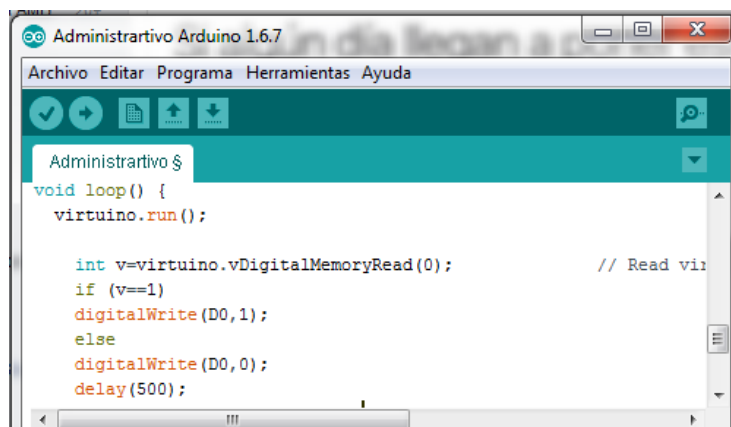 Administrartivo Arduino 1.6.7
Archivo Editar Programa Herramientas Ayuda
Administrartivo §
void loop() {
virtuino.run();
int v=virtuino.vDigitalMemoryRead(0); // Read vir
if (v==1)
digitalWrite(D0,1);
else
digitalWrite(D0,0);
delay(500);